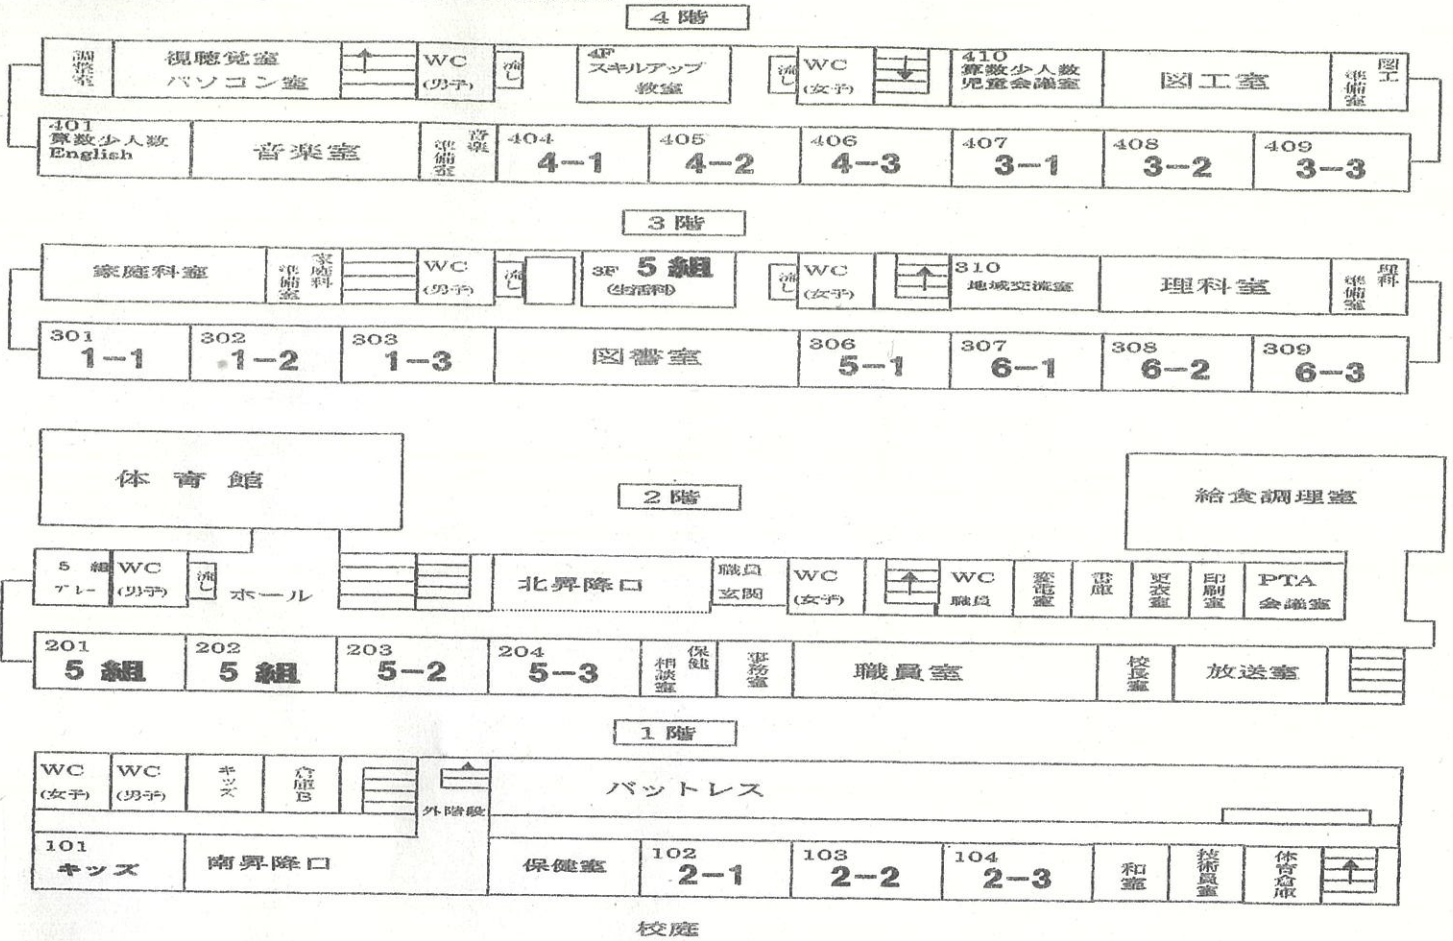 4階
調整室
視聴覚室
パソコン室
WC
(男子)
流し
4F
スキルアップ
教室
流し
WC
(女子)
410
算数少人数
児童会議室
図工室
図工
準備室
401
算数少人数
English
音楽室
音楽
準備室
404
4-1
405
4-2
406
4-3
407
3-1
408
3-2
409
3-3
3階
家庭科室
家庭科
準備室
WC
(男子)
流し
3F 5組
(生活科)
流し
WC
(女子)
310
地域交流室
理科室
理科
準備室
301
1-1
302
1-2
303
1-3
図書室
306
5-1
307
6-1
308
6-2
309
6-3
体育館
2階
給食調理室
5組
プレー
WC
(男子)
流し
ホール
北昇降口
職員
玄関
WC
(女子)
WC
職員
変電室
書庫
更衣室
印刷室
PTA
会議室
201
5組
202
5組
203
5-2
204
5-3
保健
相談室
事務室
職員室
校長室
放送室
1階
WC
(女子)
WC
(男子)
キッズ
倉庫B
外階段
バットレス
101
キッズ
南昇降口
保健室
102
2-1
103
2-2
104
2-3
和室
技術員室
体育倉庫
校庭